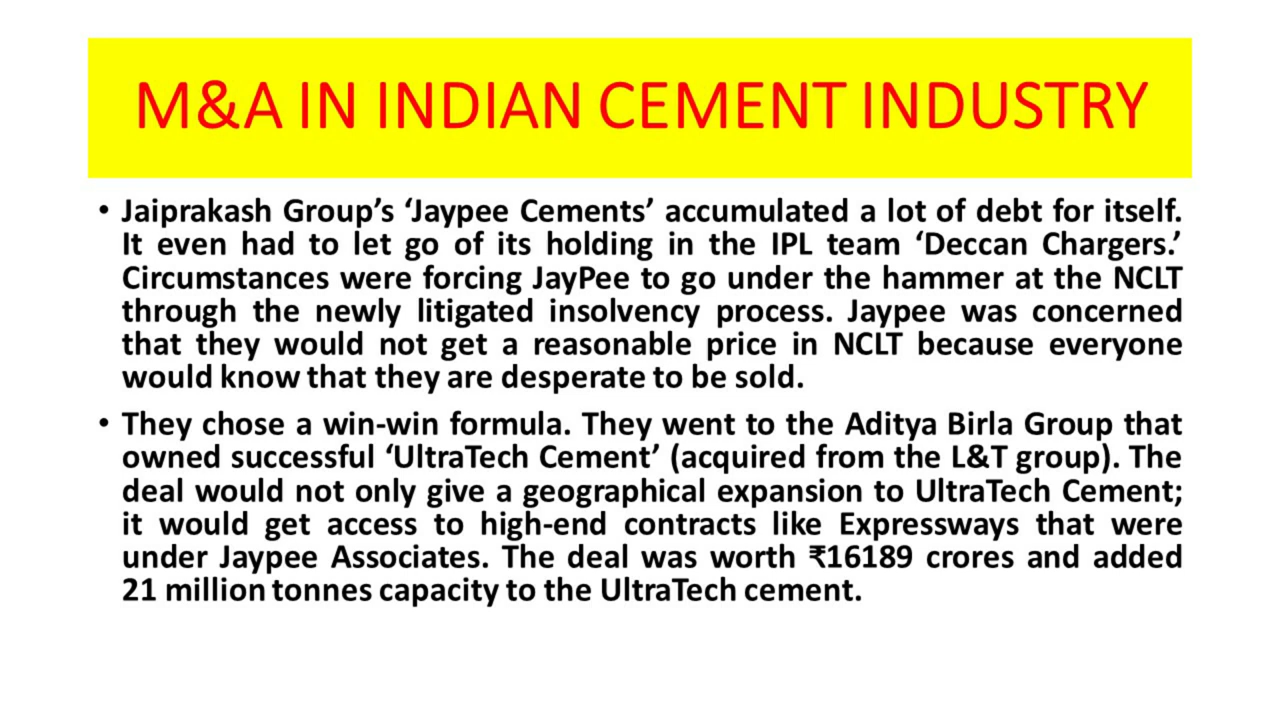 M&A IN INDIAN CEMENT INDUSTRY
• Jaiprakash Group’s ‘Jaypee Cements’ accumulated a lot of debt for itself.
It even had to let go of its holding in the IPL team ‘Deccan Chargers.’
Circumstances were forcing JayPee to go under the hammer at the NCLT
through the newly litigated insolvency process. Jaypee was concerned
that they would not get a reasonable price in NCLT because everyone
would know that they are desperate to be sold.
• They chose a win-win formula. They went to the Aditya Birla Group that
owned successful ‘UltraTech Cement’ (acquired from the L&T group). The
deal would not only give a geographical expansion to UltraTech Cement;
it would get access to high-end contracts like Expressways that were
under Jaypee Associates. The deal was worth ₹16189 crores and added
21 million tonnes capacity to the UltraTech cement.